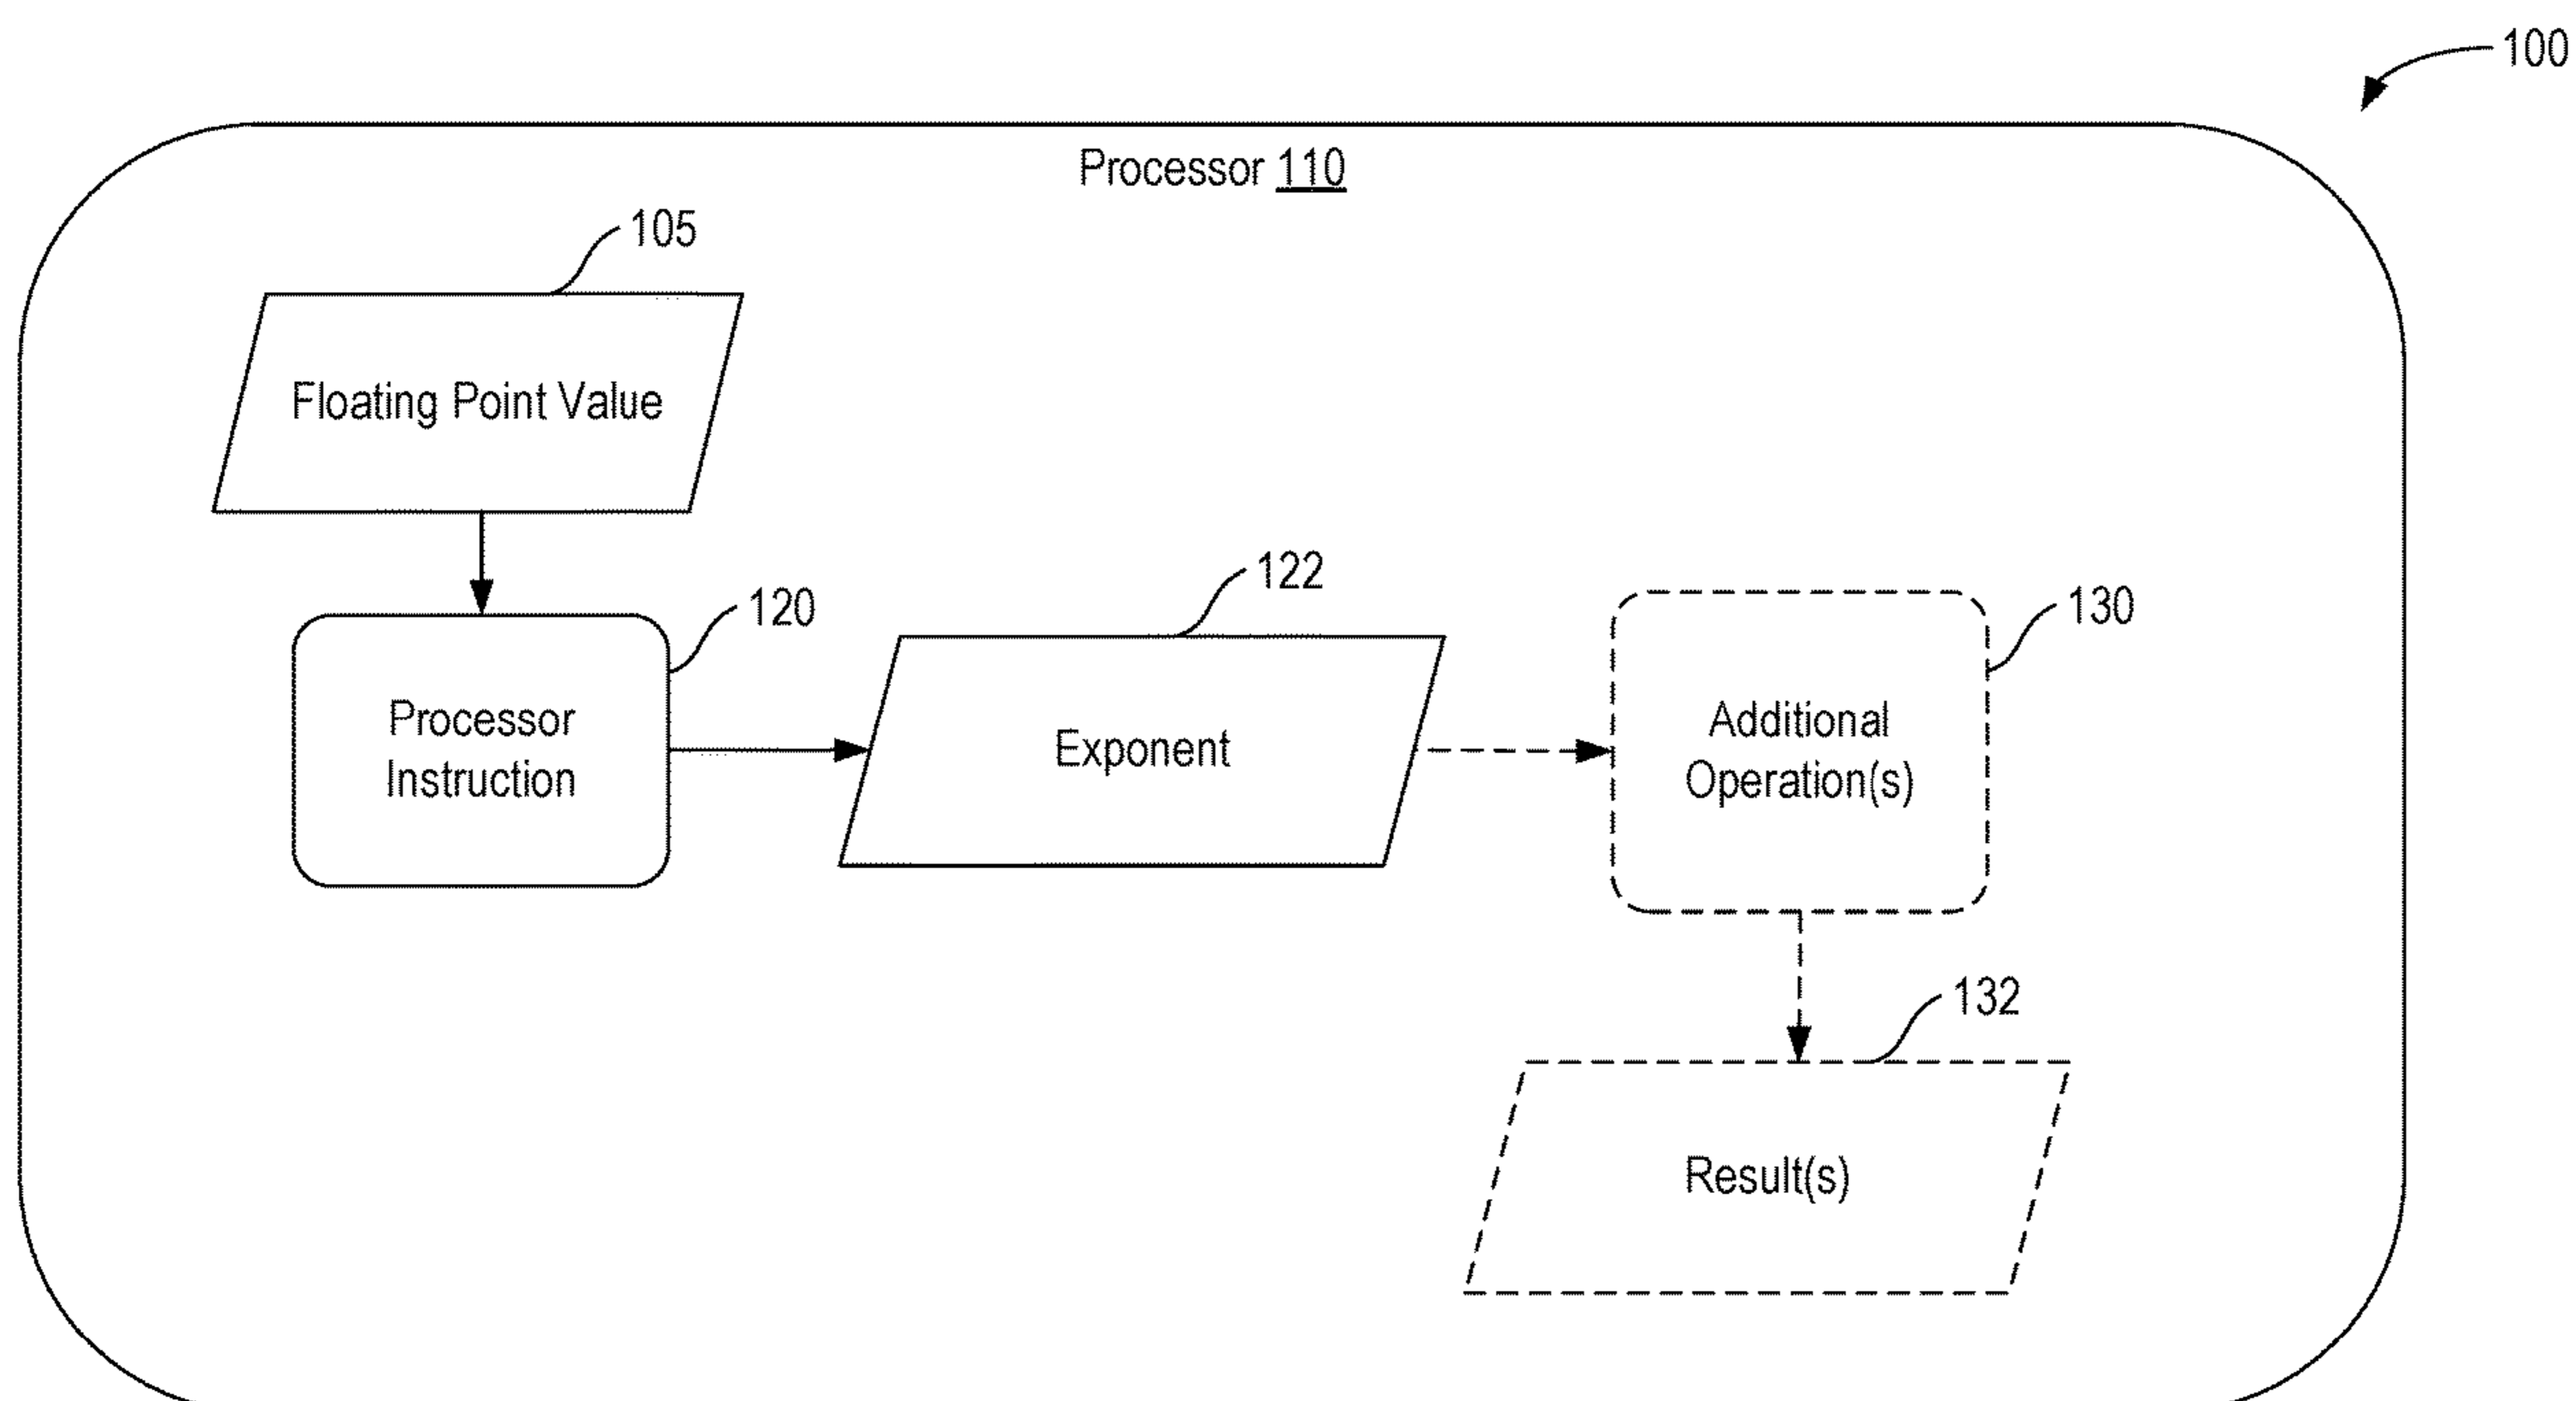 100
Processor 110
105
Floating Point Value
120
Processor
Instruction
122
Exponent
130
Additional
Operation(s)
132
Result(s)